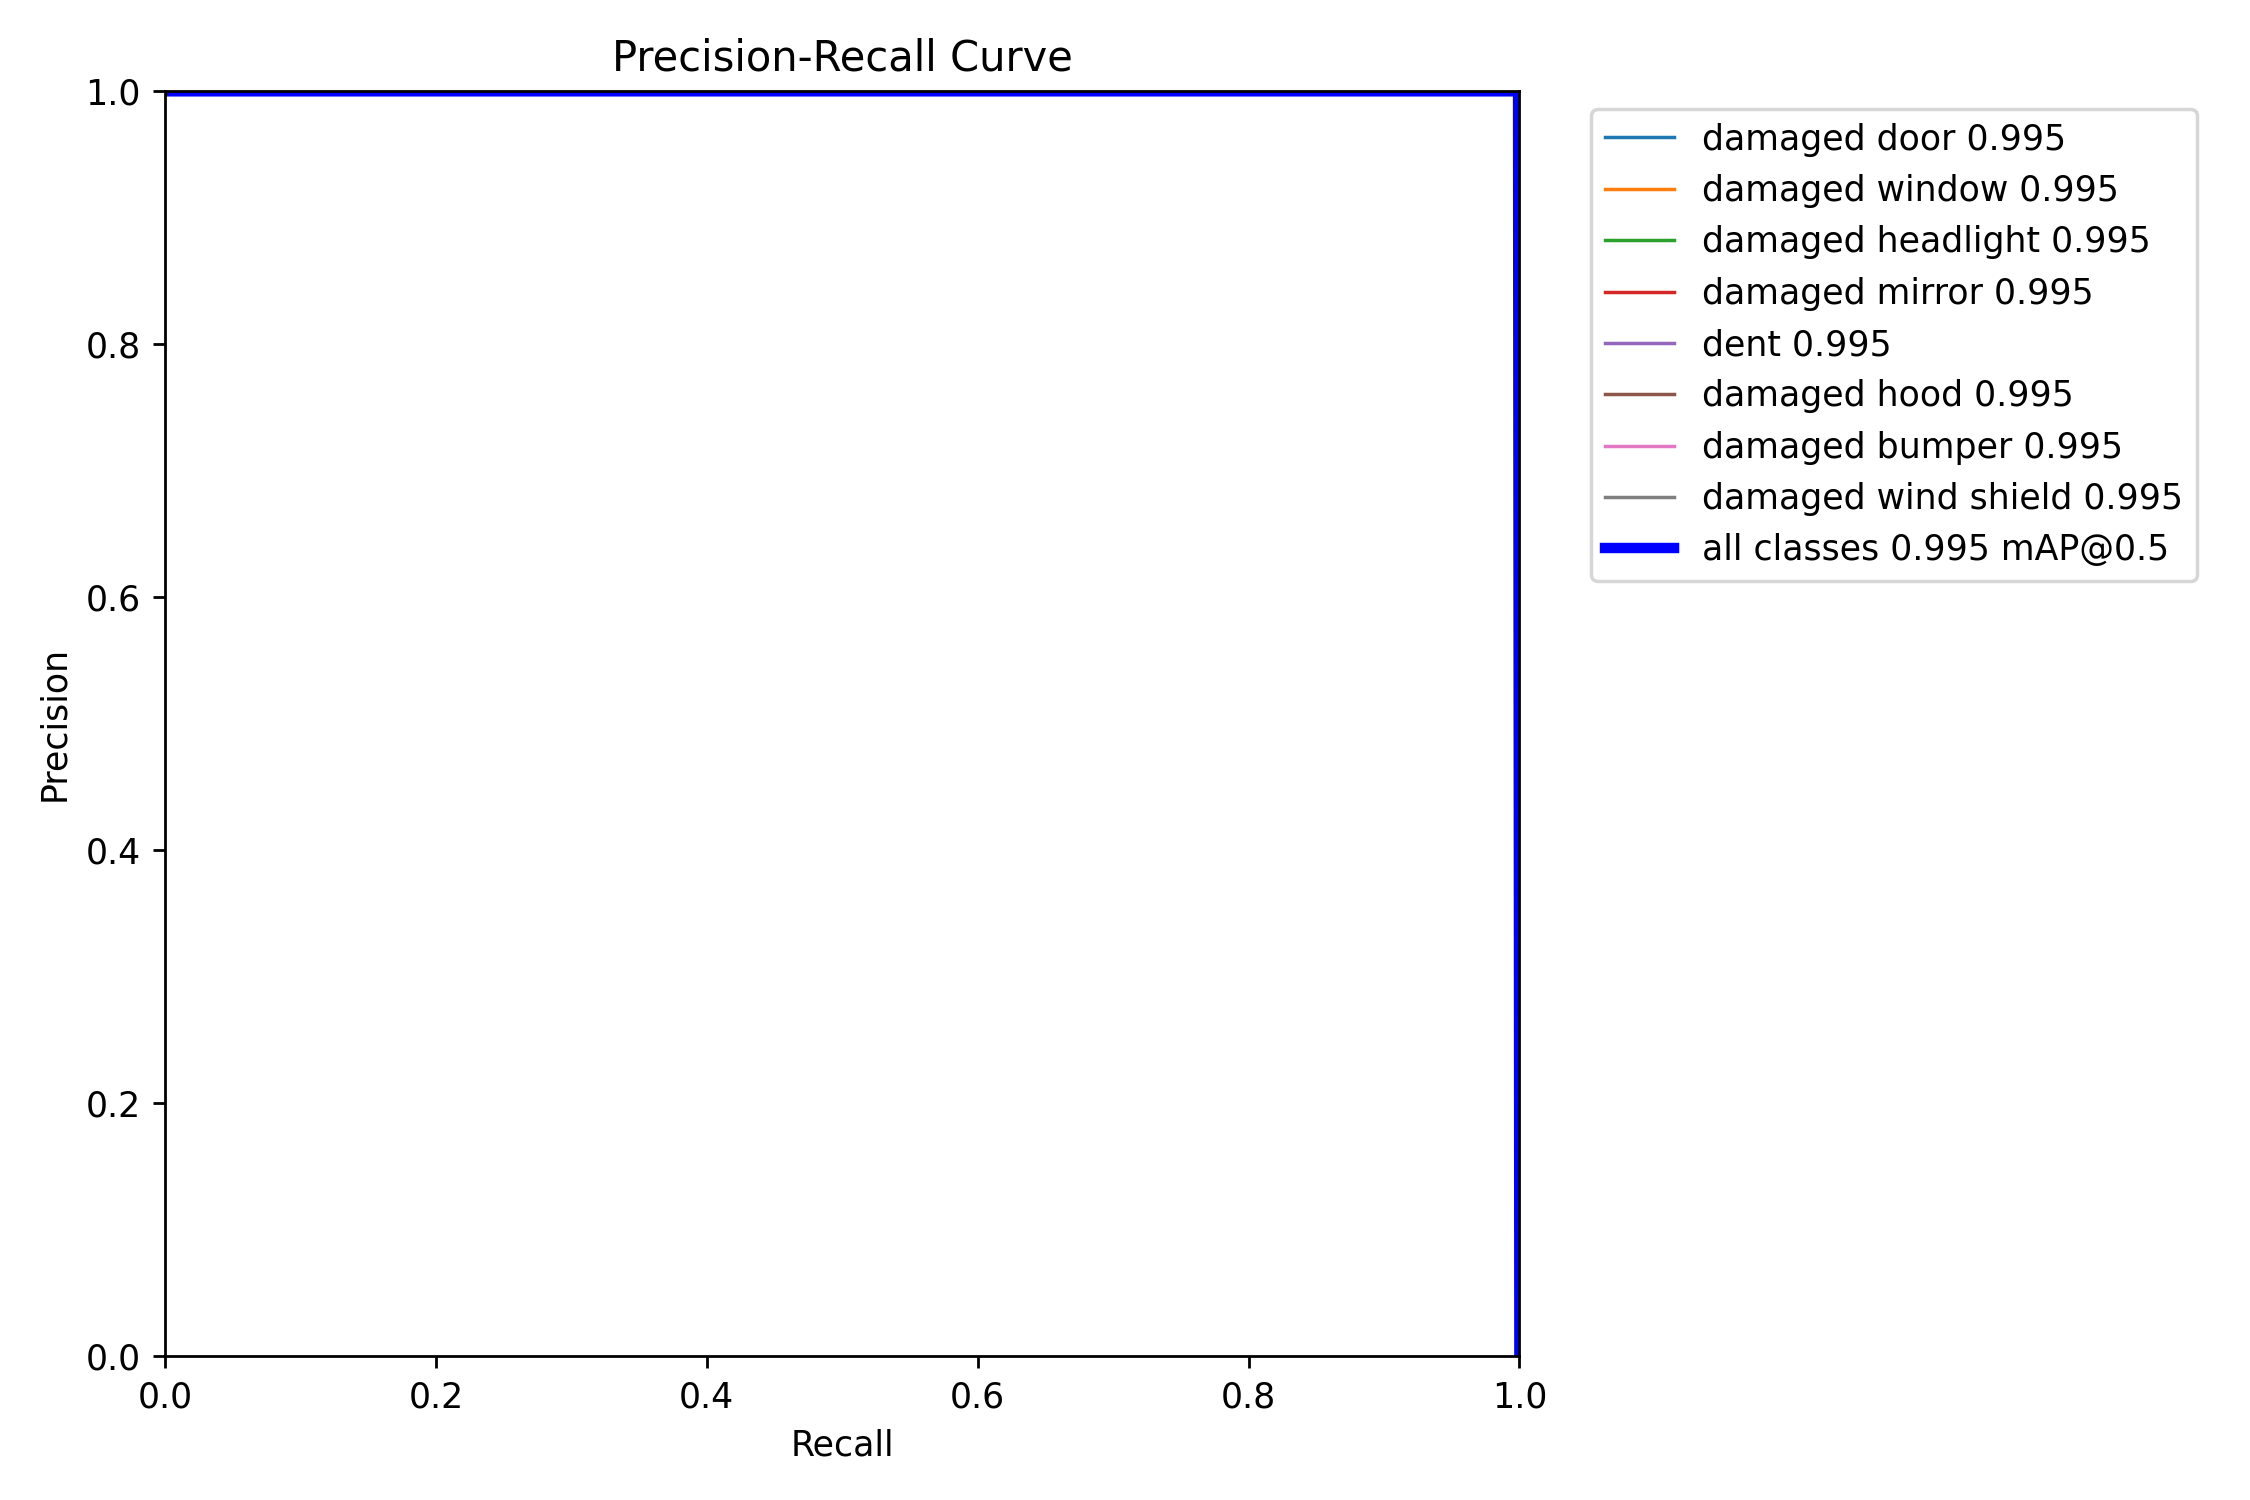 Precision-Recall Curve
1.0
0.8
0.6
0.4
0.2
0.0
Precision
0.0 0.2 0.4 0.6 0.8 1.0
Recall
damaged door 0.995
damaged window 0.995
damaged headlight 0.995
damaged mirror 0.995
dent 0.995
damaged hood 0.995
damaged bumper 0.995
damaged wind shield 0.995
all classes 0.995 mAP@0.5